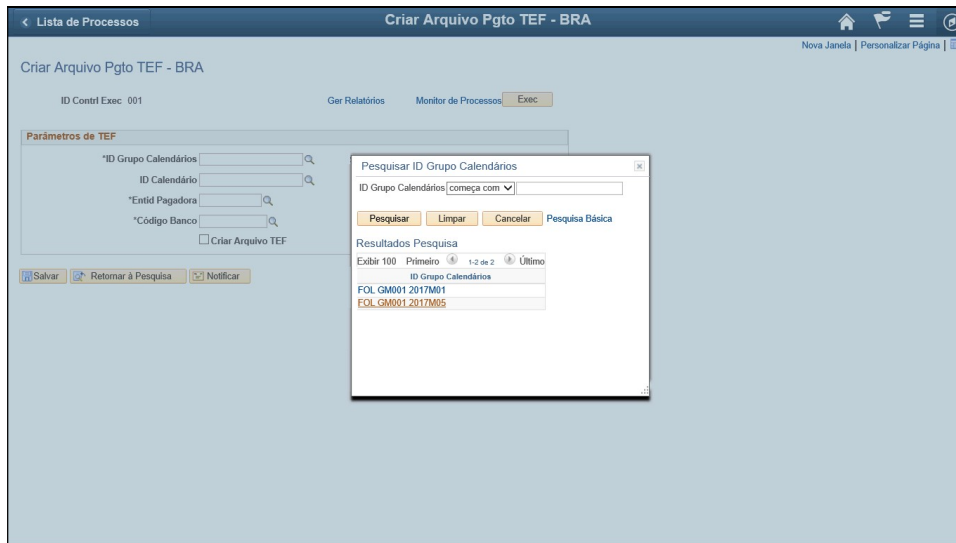 Lista de Processos
Criar Arquivo Pgto TEF - BRA
Nova Janela | Personalizar Página |
Criar Arquivo Pgto TEF - BRA
ID Contrl Exec 001 Ger Relatórios Monitor de Processos Exec
Parâmetros de TEF
*ID Grupo Calendários
ID Calendário
*Entid Pagadora
*Código Banco
Criar Arquivo TEF
Salvar Retornar à Pesquisa Notificar
Pesquisar ID Grupo Calendários
ID Grupo Calendários começa com
Pesquisar Limpar Cancelar Pesquisa Básica
Resultados Pesquisa
Exibir 100 Primeiro 1-2 de 2 Último
ID Grupo Calendários
FOL GM001 2017M01
FOL GM001 2017M05